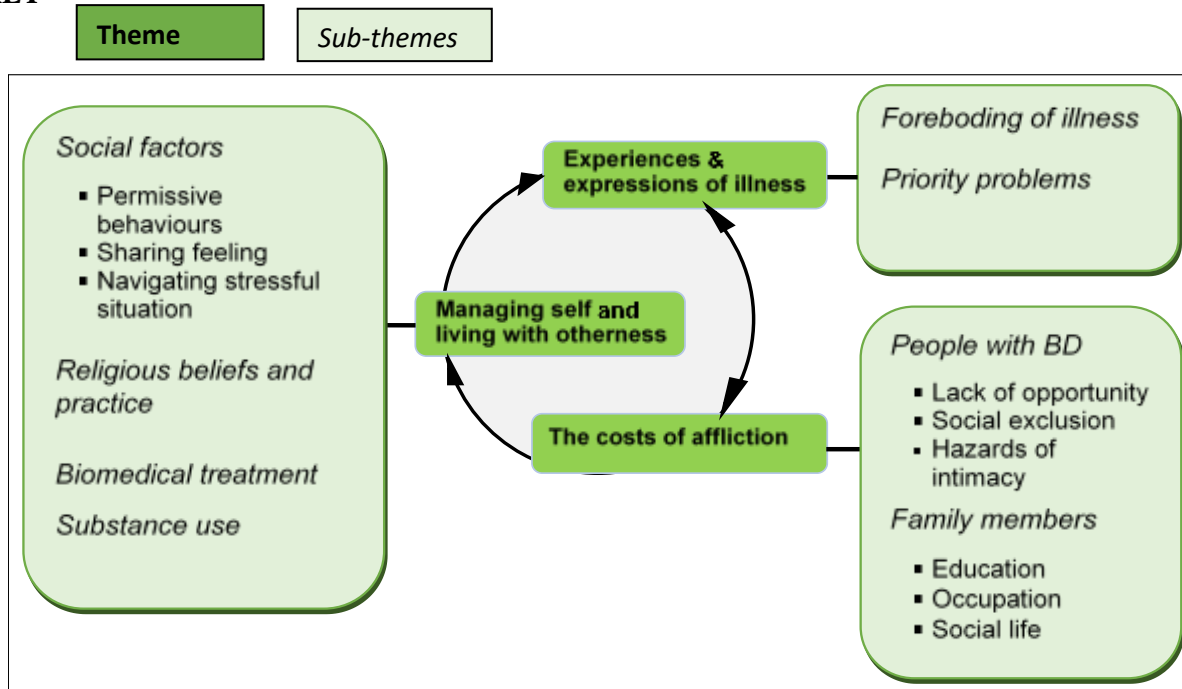 Theme
Sub-themes
Social factors
▪ Permissive
behaviours
▪ Sharing feeling
▪ Navigating stressful
situation
Religious beliefs and
practice
Biomedical treatment
Substance use
Experiences &
expressions of illness
Managing self and
living with otherness
The costs of affliction
Foreboding of illness
Priority problems
People with BD
▪ Lack of opportunity
▪ Social exclusion
▪ Hazards of
intimacy
Family members
▪ Education
▪ Occupation
▪ Social life